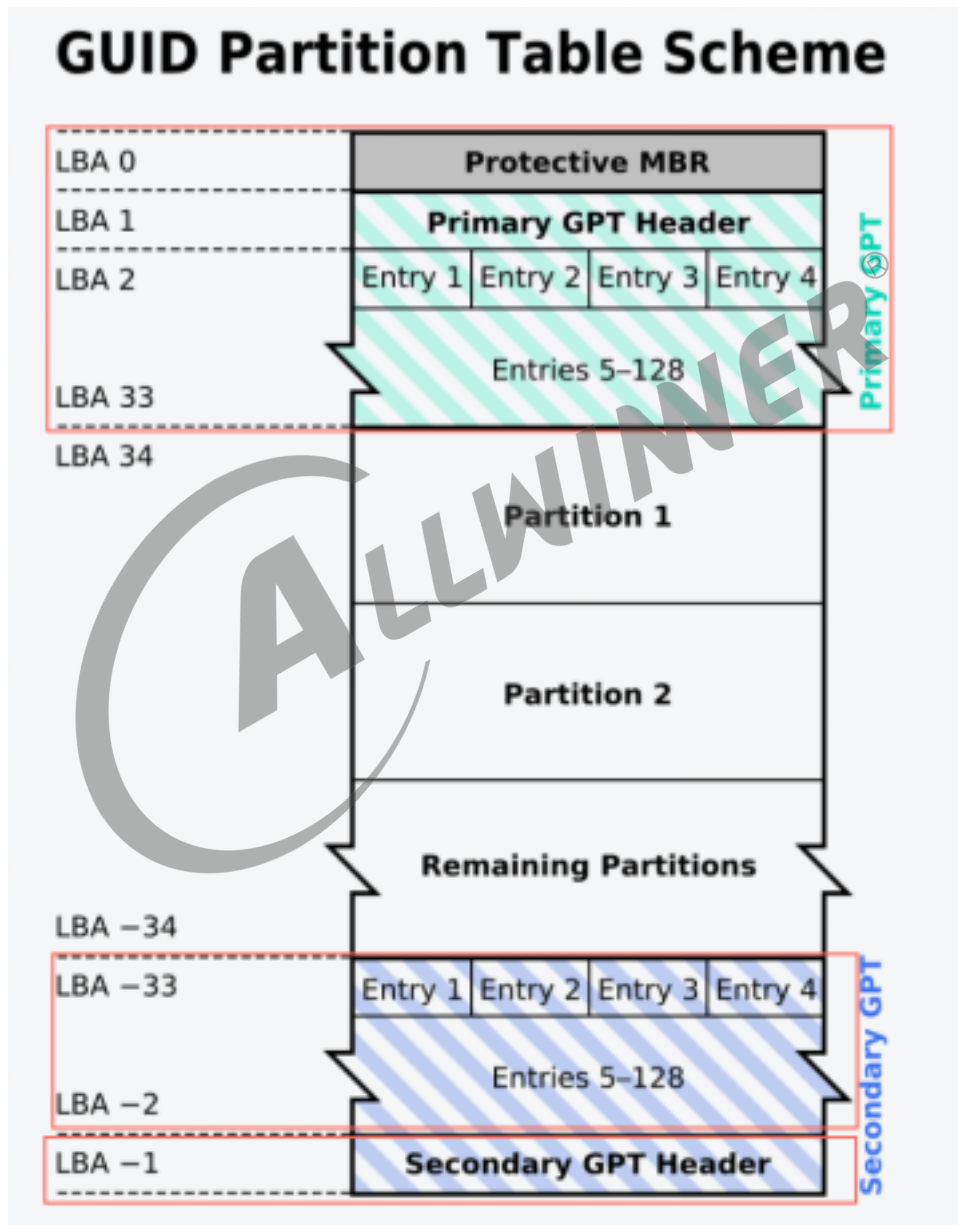 GUID Partition Table Scheme
LBA 0
Protective MBR
LBA 1
Primary GPT Header
LBA 2
Entry 1 Entry 2 Entry 3 Entry 4
Entries 5–128
LBA 33
Primary GPT
LBA 34
Partition 1
ALLWINNER
Partition 2
Remaining Partitions
LBA −34
LBA −33
Entry 1 Entry 2 Entry 3 Entry 4
Entries 5–128
LBA −2
LBA −1
Secondary GPT Header
Secondary GPT